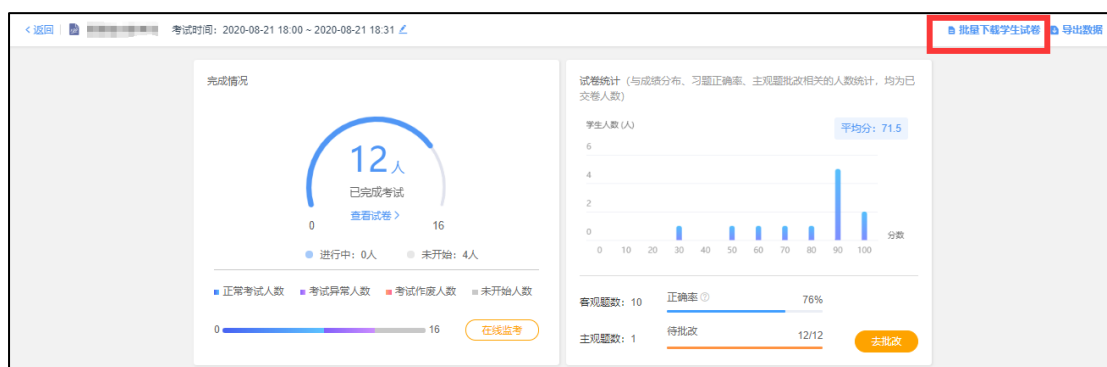 < 返回
考试时间：2020-08-21 18:00 ~ 2020-08-21 18:31
批量下载学生试卷
导出数据
完成情况
12人
已完成考试
查看试卷 >
0
16
进行中：0人
未开始：4人
正常考试人数
考试异常人数
考试作废人数
未开始人数
0
16
在线监考
试卷统计（与成绩分布、习题正确率、主观题批改相关的人数统计，均为已
交卷人数）
学生人数(人)
平均分：71.5
6
4
2
0
0 10 20 30 40 50 60 70 80 90 100
分数
客观题数：10
正确率
76%
主观题数：1
待批改
12/12
去批改